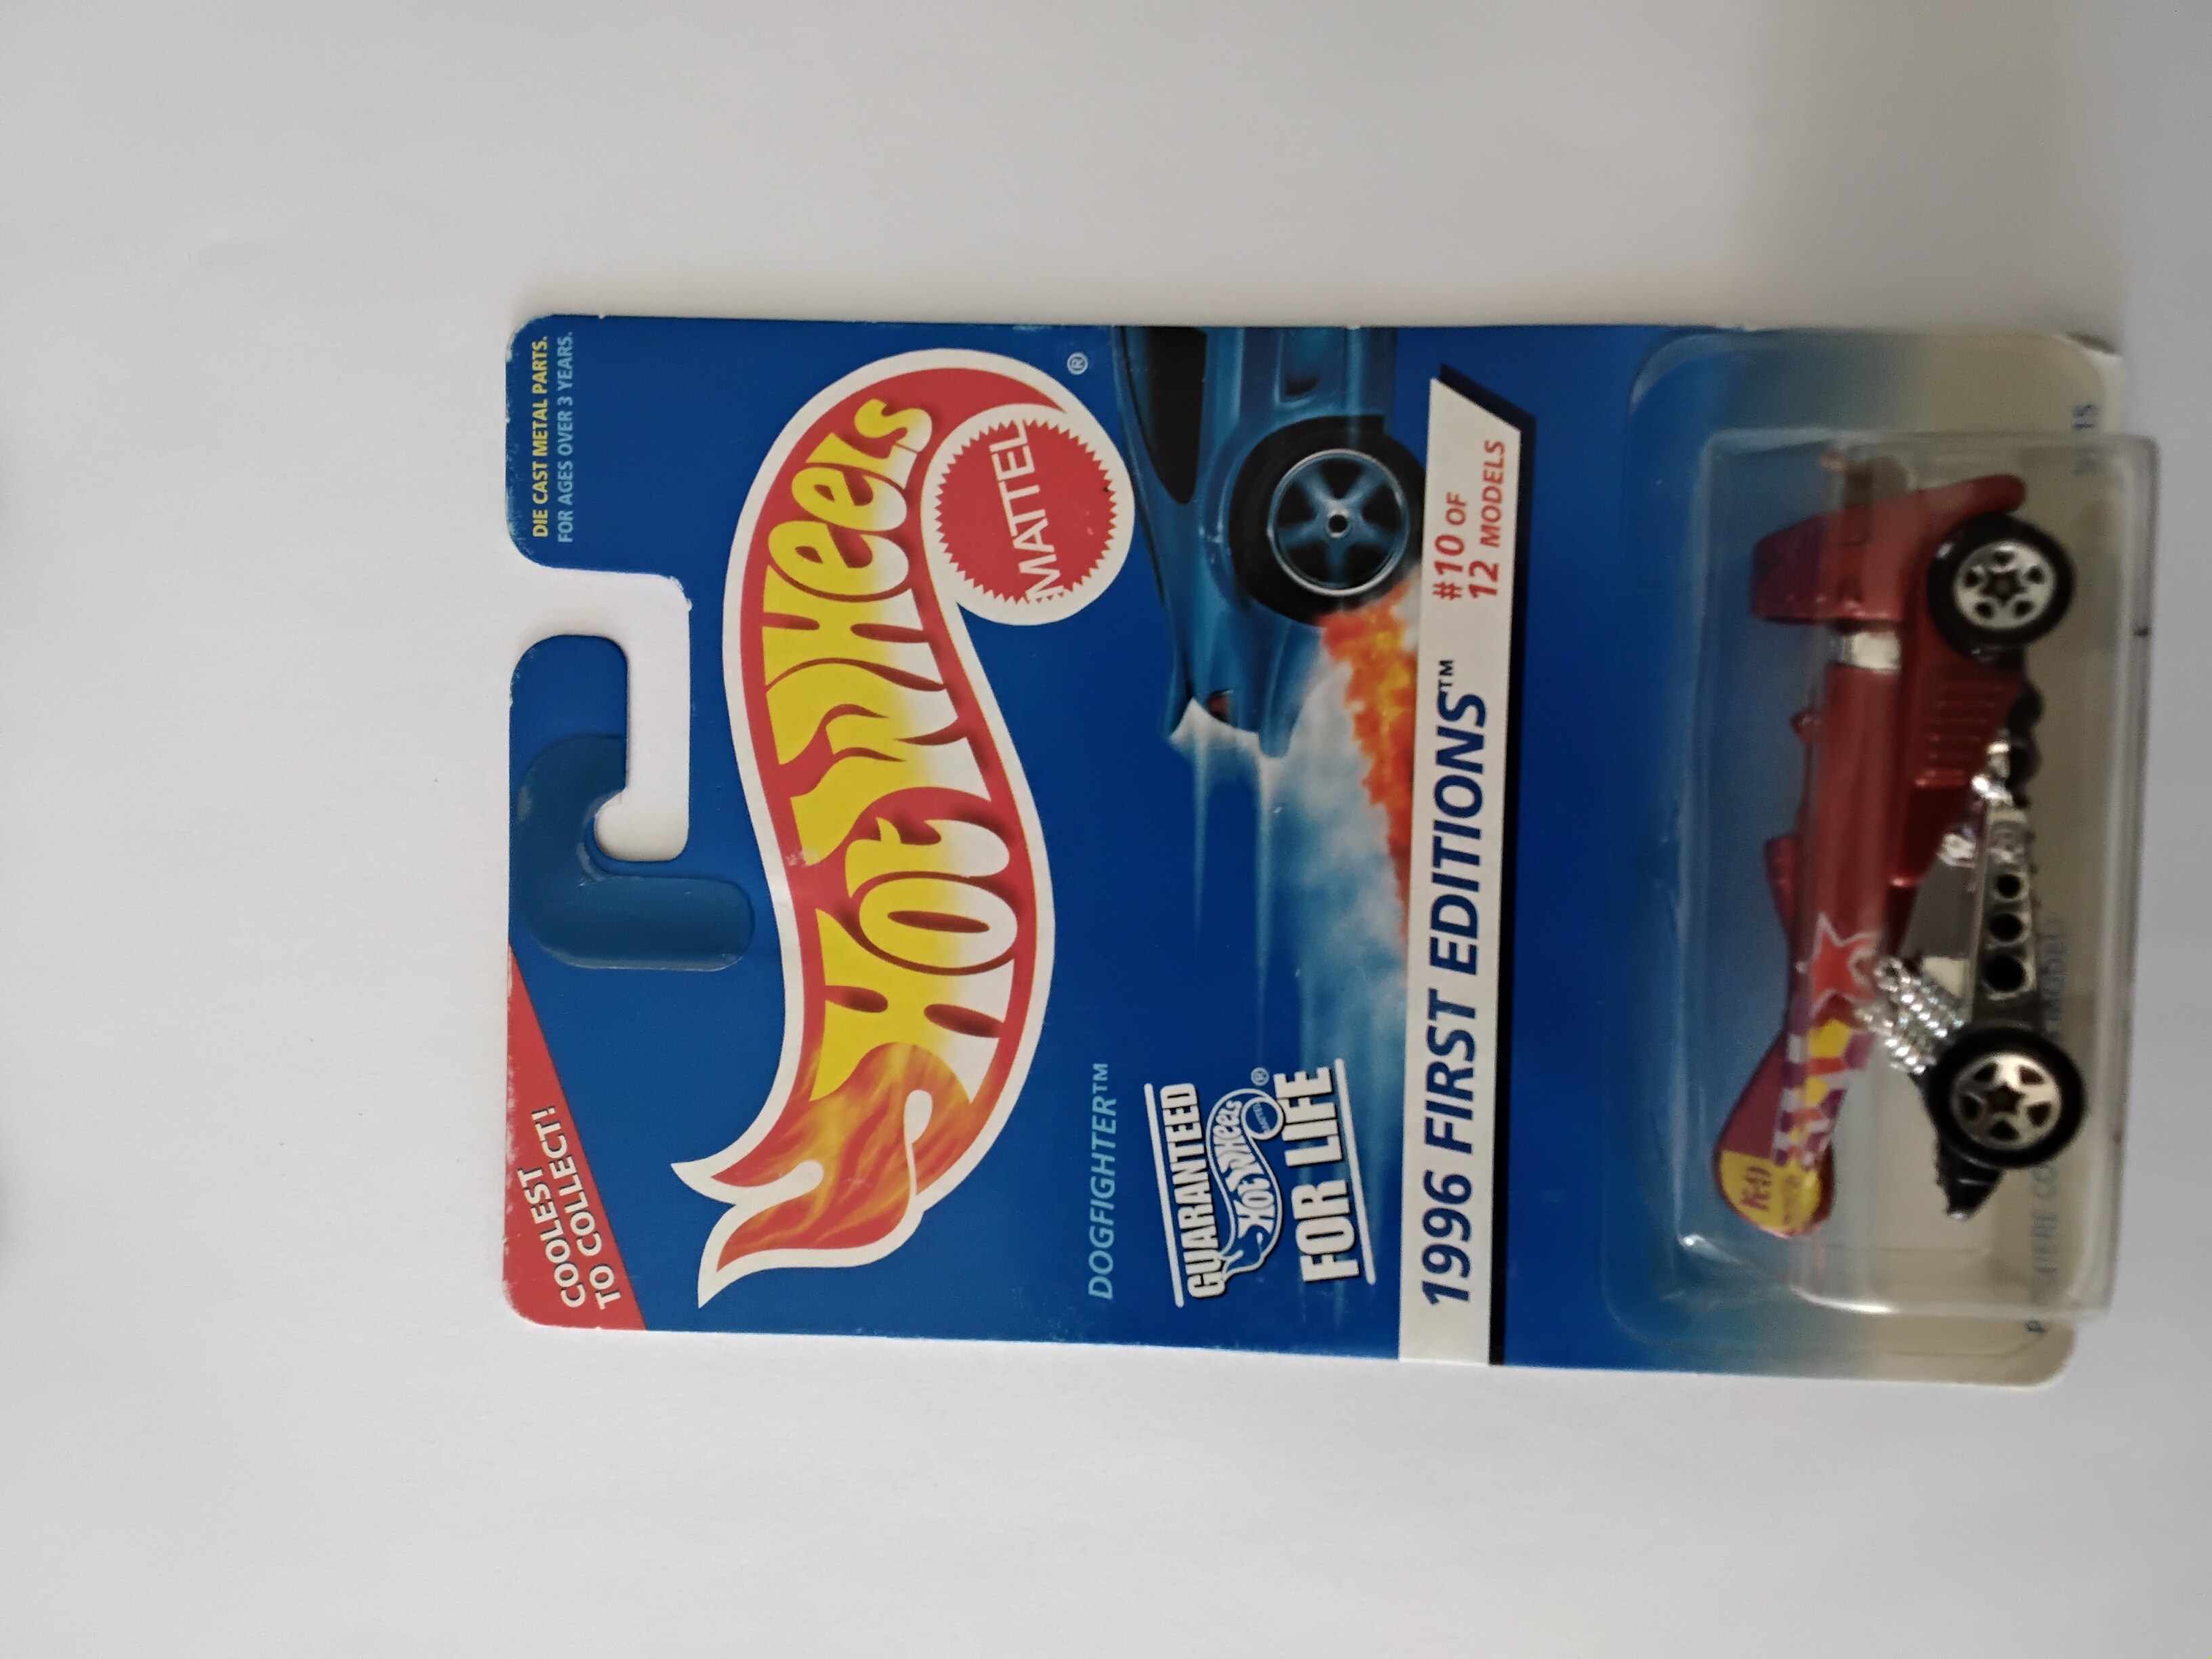 COOLEST
TO COLLECT!
DIE CAST METAL PARTS.
FOR AGES OVER 3 YEARS.
Hot Wheels
MATTEL
®
DOGFIGHTER™
GUARANTEED
Hot Wheels ®
FOR LIFE
1996 FIRST EDITIONS™
#10 OF
12 MODELS